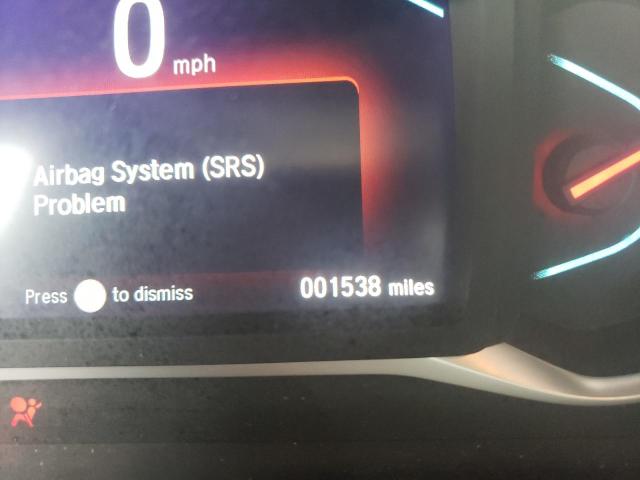 0 mph
Airbag System (SRS)
Problem
Press to dismiss
001538 miles